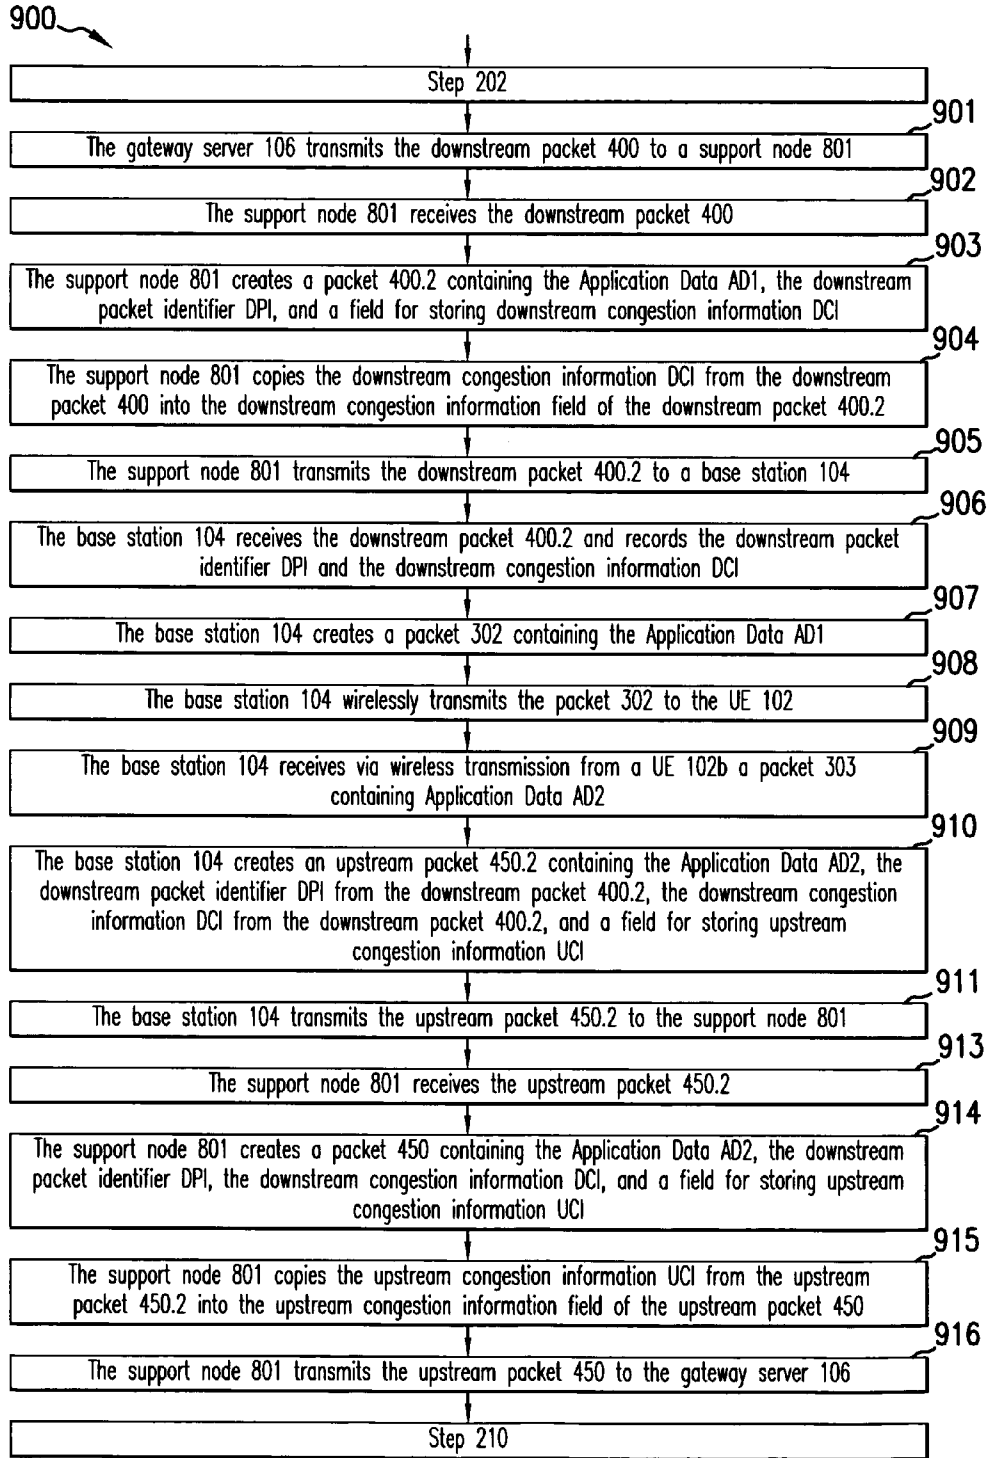 900
Step 202
901
The gateway server 106 transmits the downstream packet 400 to a support node 801
902
The support node 801 receives the downstream packet 400
903
The support node 801 creates a packet 400.2 containing the Application Data AD1, the downstream
packet identifier DPI, and a field for storing downstream congestion information DCI
904
The support node 801 copies the downstream congestion information DCI from the downstream
packet 400 into the downstream congestion information field of the downstream packet 400.2
905
The support node 801 transmits the downstream packet 400.2 to a base station 104
906
The base station 104 receives the downstream packet 400.2 and records the downstream packet
identifier DPI and the downstream congestion information DCI
907
The base station 104 creates a packet 302 containing the Application Data AD1
908
The base station 104 wirelessly transmits the packet 302 to the UE 102
909
The base station 104 receives via wireless transmission from a UE 102b a packet 303
containing Application Data AD2
910
The base station 104 creates an upstream packet 450.2 containing the Application Data AD2, the
downstream packet identifier DPI from the downstream packet 400.2, the downstream congestion
information DCI from the downstream packet 400.2, and a field for storing upstream
congestion information UCI
911
The base station 104 transmits the upstream packet 450.2 to the support node 801
913
The support node 801 receives the upstream packet 450.2
914
The support node 801 creates a packet 450 containing the Application Data AD2, the downstream
packet identifier DPI, the downstream congestion information DCI, and a field for storing upstream
congestion information UCI
915
The support node 801 copies the upstream congestion information UCI from the upstream
packet 450.2 into the upstream congestion information field of the upstream packet 450
916
The support node 801 transmits the upstream packet 450 to the gateway server 106
Step 210